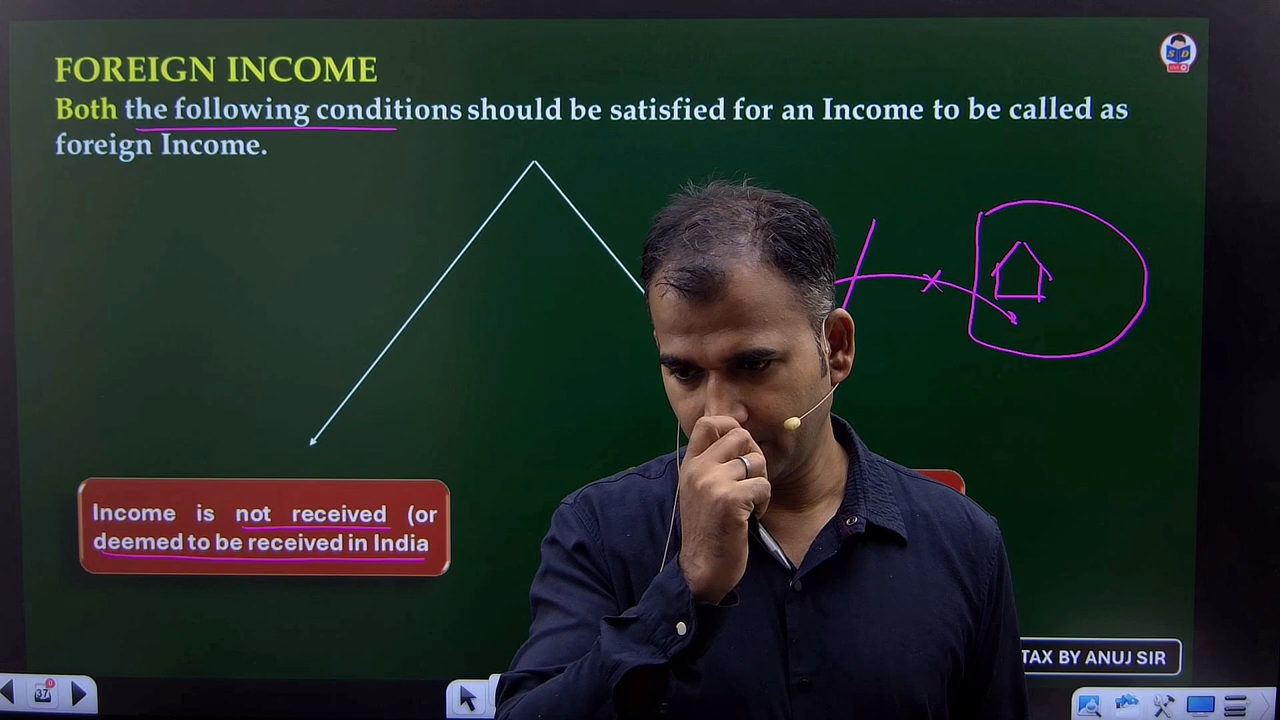 FOREIGN INCOME
Both the following conditions should be satisfied for an Income to be called as
foreign Income.
Income is not received (or
deemed to be received in India
TAX BY ANUJ SIR
37
S D